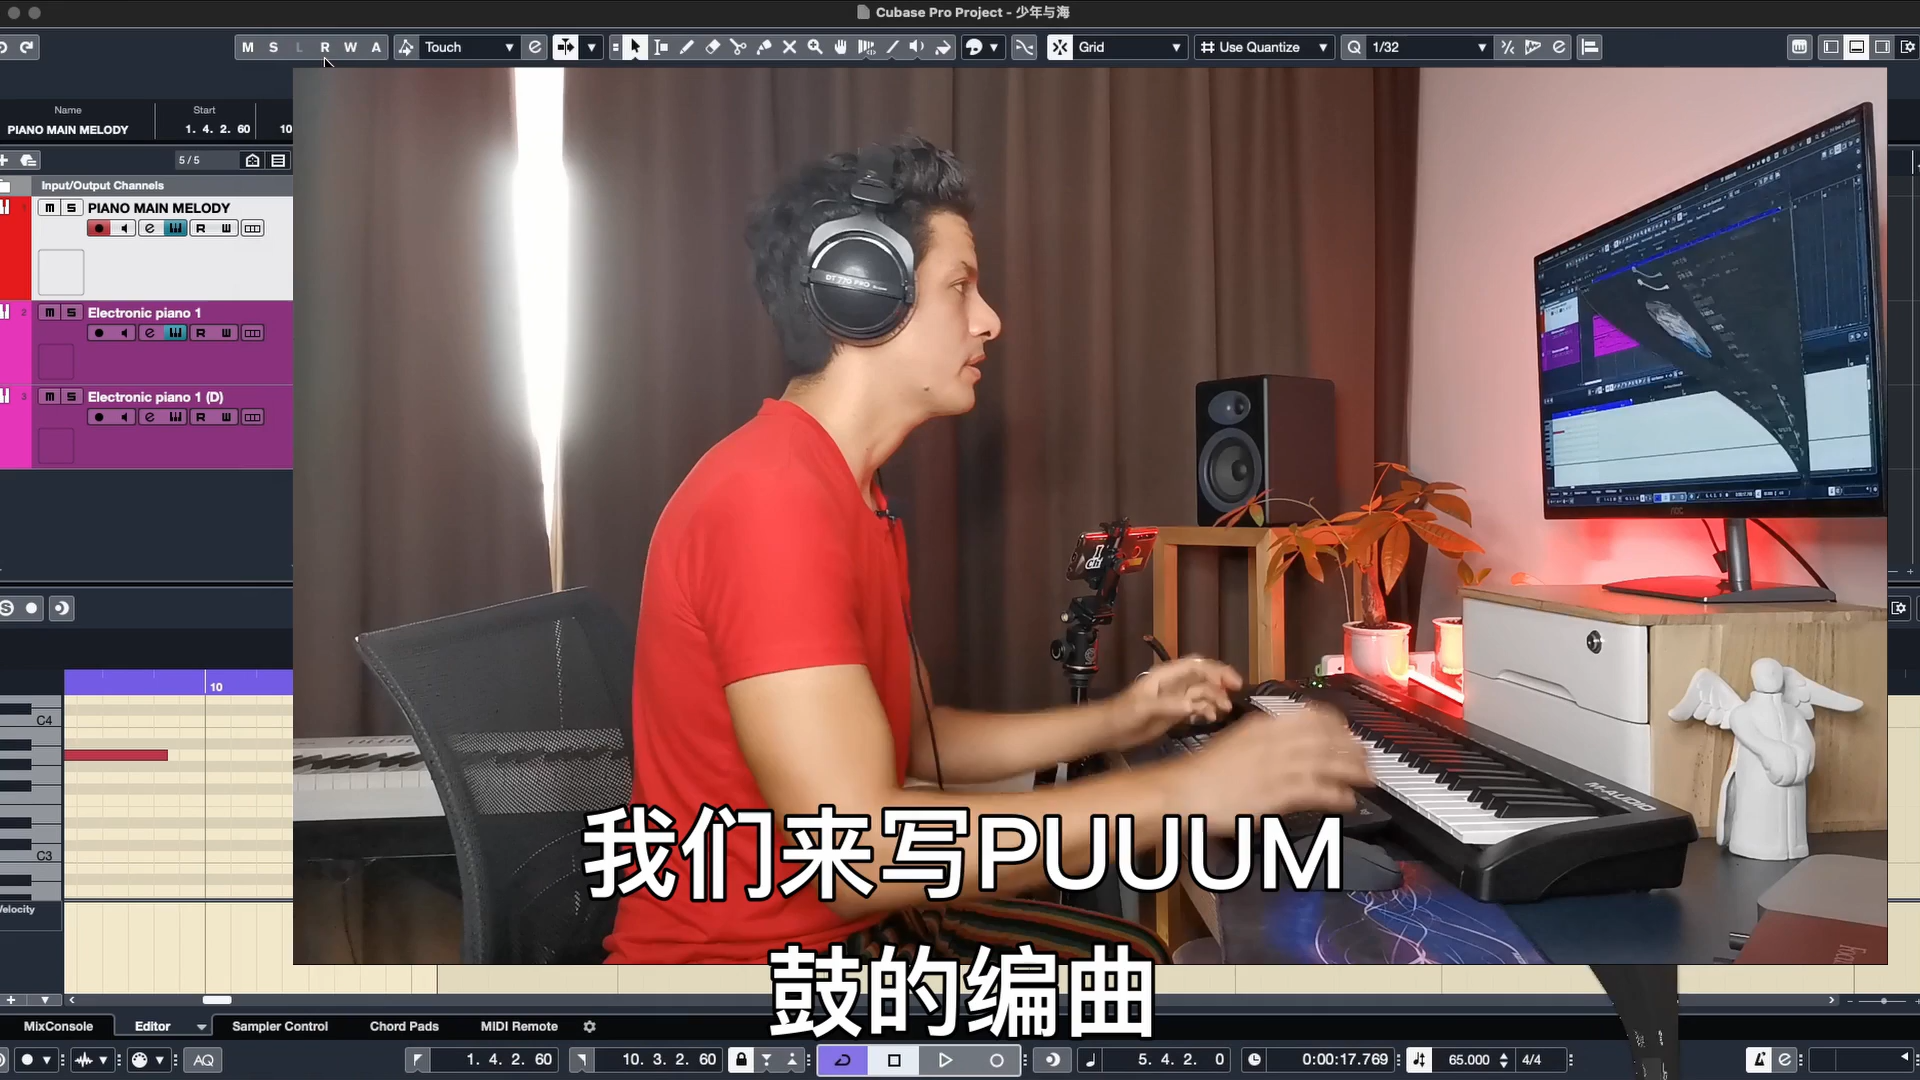 Cubase Pro Project - 少年与海
M S L R W A
Touch
Grid
Use Quantize
Q 1/32
Name
PIANO MAIN MELODY
Start
1. 4. 2. 60
10
5 / 5
Input/Output Channels
1
m S PIANO MAIN MELODY
R W
2
m S Electronic piano 1
R W
3
m S Electronic piano 1 (D)
R W
DT 770 PRO
AOC
M-AUDIO
10
C4
C3
Velocity
我们来写PUUUM
鼓的编曲
MixConsole
Editor
Sampler Control
Chord Pads
MIDI Remote
AQ
1. 4. 2. 60
10. 3. 2. 60
5. 4. 2. 0
0:00:17.769
65.000
4/4